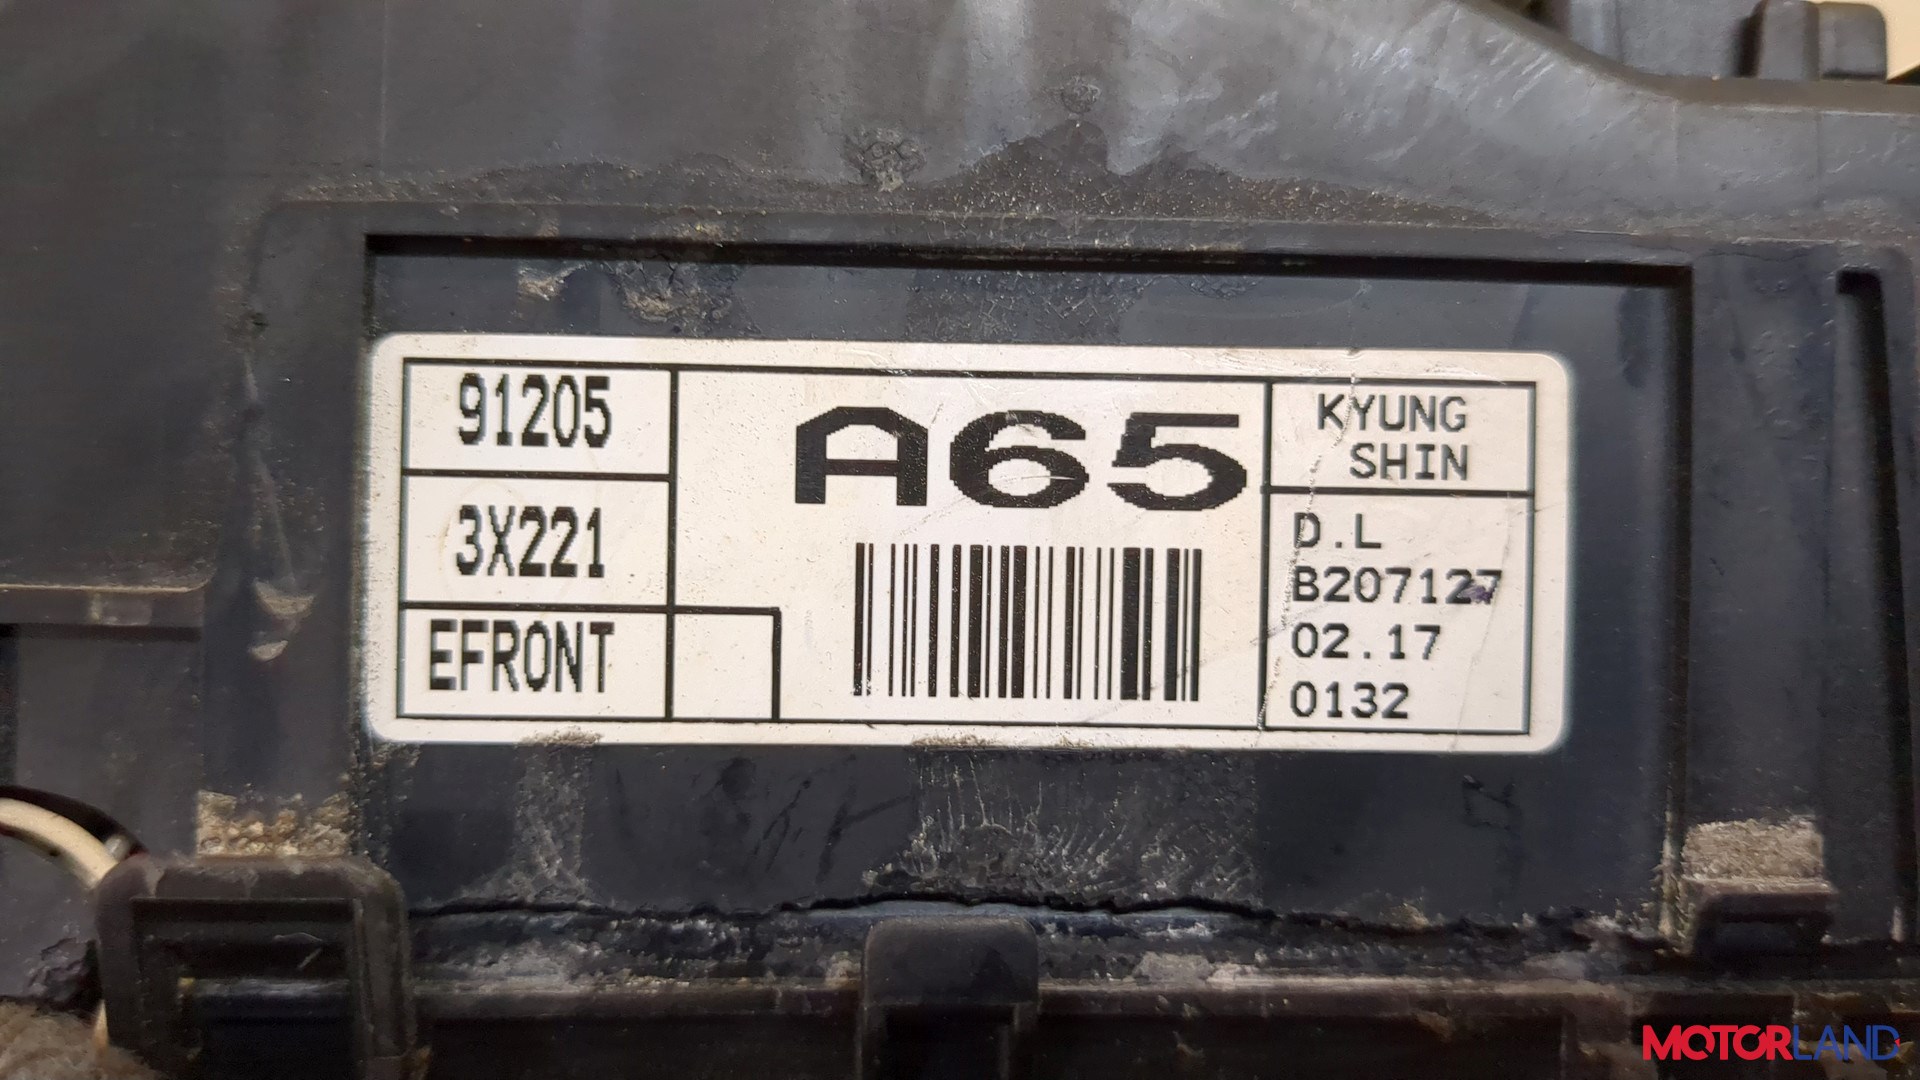 91205
3X221
EFRONT
A65
KYUNG
SHIN
D.L
B207127
02.17
0132
MOTORLAND